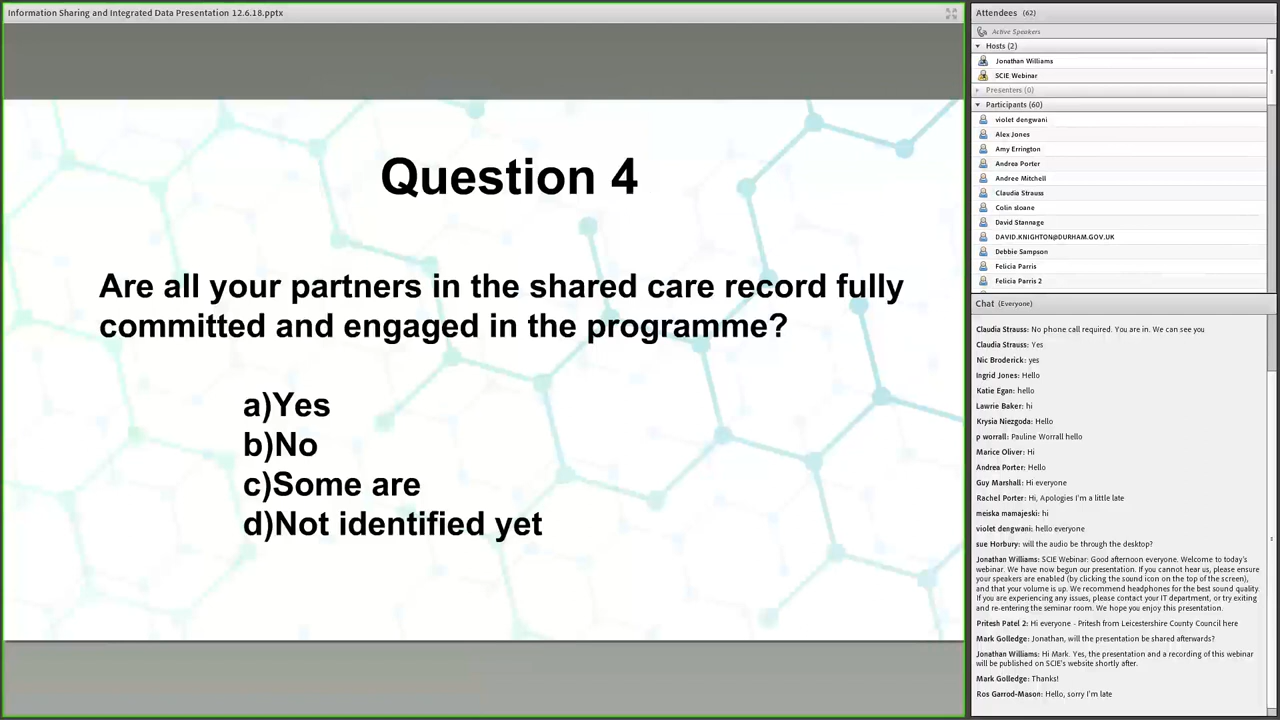 Information Sharing and Integrated Data Presentation 12.6.18.pptx
Question 4
Are all your partners in the shared care record fully
committed and engaged in the programme?
a)Yes
b)No
c)Some are
d)Not identified yet
Attendees (62)
Active Speakers
Hosts (2)
Jonathan Williams
SCIE Webinar
Presenters (0)
Participants (60)
violet dengwani
Alex Jones
Amy Errington
Andrea Porter
Andree Mitchell
Claudia Strauss
Colin sloane
David Stannage
DAVID.KNIGHTON@DURHAM.GOV.UK
Debbie Sampson
Felicia Parris
Felicia Parris 2
Chat (Everyone)
Claudia Strauss: No phone call required. You are in. We can see you
Claudia Strauss: Yes
Nic Broderick: yes
Ingrid Jones: Hello
Katie Egan: hello
Lawrie Baker: hi
Krysia Niezgoda: Hello
p worrall: Pauline Worrall hello
Marice Oliver: Hi
Andrea Porter: Hello
Guy Marshall: Hi everyone
Rachel Porter: Hi, Apologies I'm a little late
meiska mamajeski: hi
violet dengwani: hello everyone
sue Horbury: will the audio be through the desktop?
Jonathan Williams: SCIE Webinar: Good afternoon everyone. Welcome to today's
webinar. We have now begun our presentation. If you cannot hear us, please ensure
your speakers are enabled (by clicking the sound icon on the top of the screen),
and that your volume is up. We recommend headphones for the best sound quality.
If you are experiencing any issues, please contact your IT department, or try exiting
and re-entering the seminar room. We hope you enjoy this presentation.
Pritesh Patel 2: Hi everyone - Pritesh from Leicestershire County Council here
Mark Golledge: Jonathan, will the presentation be shared afterwards?
Jonathan Williams: Hi Mark. Yes, the presentation and a recording of this webinar
will be published on SCIE's website shortly after.
Mark Golledge: Thanks!
Ros Garrod-Mason: Hello, sorry I'm late